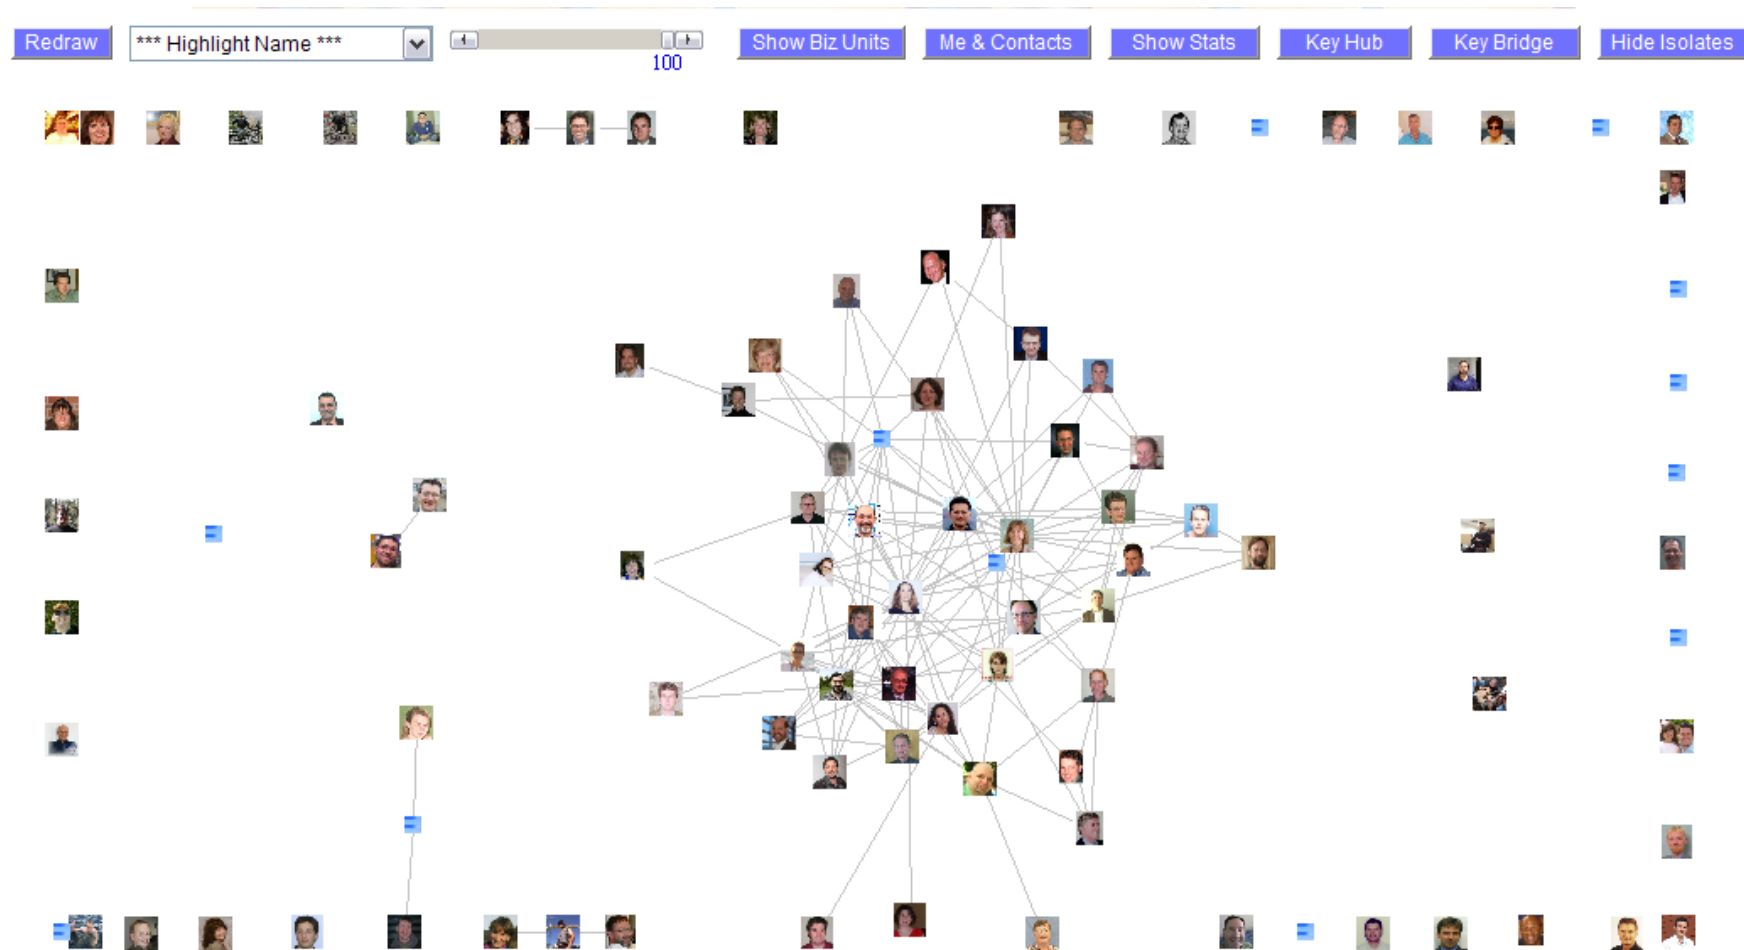 Redraw
*** Highlight Name ***
100
Show Biz Units
Me & Contacts
Show Stats
Key Hub
Key Bridge
Hide Isolates